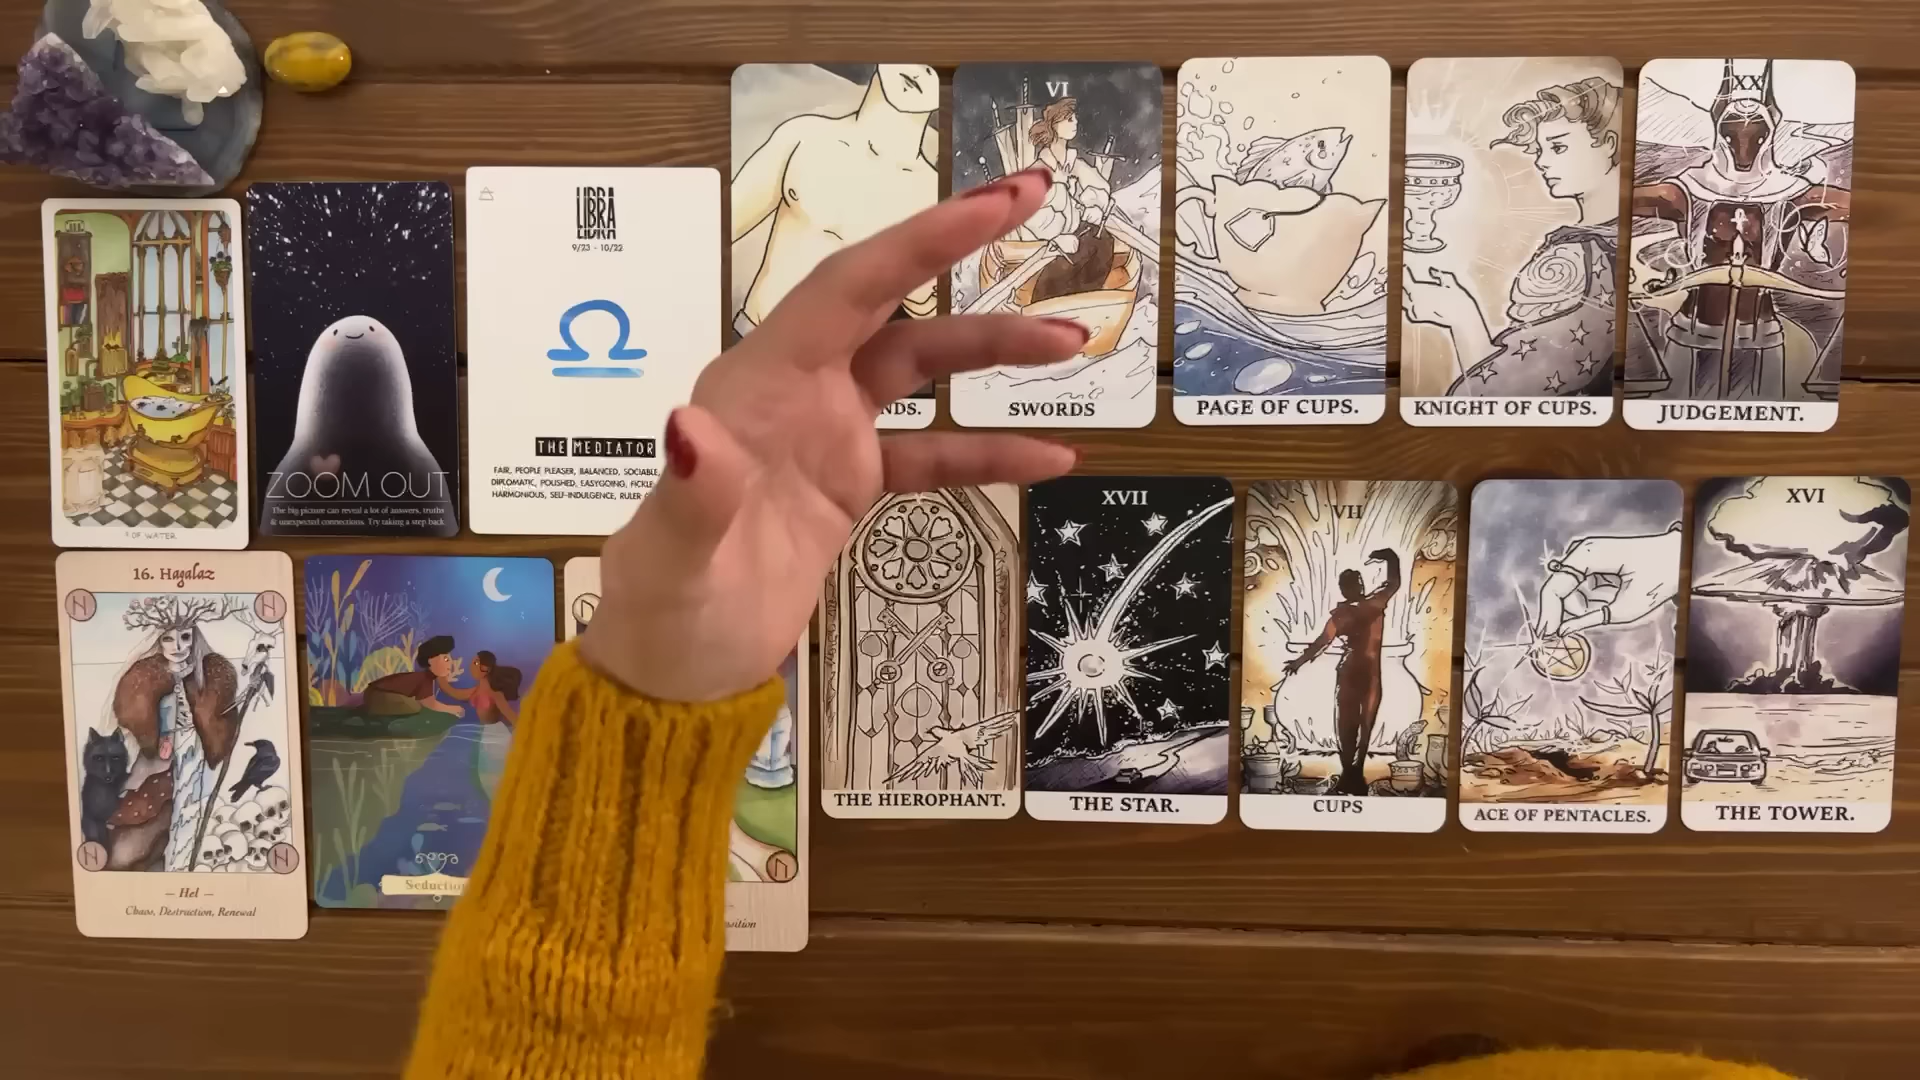 OF WATER
ZOOM OUT
The big picture can reveal a lot of answers, truths
& unexpected connections. Try taking a step back.
LIBRA
9/23 - 10/22
THE MEDIATOR
FAIR, PEOPLE PLEASER, BALANCED, SOCIABLE,
DIPLOMATIC, POLISHED, EASYGOING, FICKLE
HARMONIOUS, SELF-INDULGENCE, RULER
NDS.
VI
SWORDS
PAGE OF CUPS.
KNIGHT OF CUPS.
XX
JUDGEMENT.
16. Hagalaz
– Hel –
Chaos, Destruction, Renewal
Seduction
sition
THE HIEROPHANT.
XVII
THE STAR.
VII
CUPS
ACE OF PENTACLES.
XVI
THE TOWER.